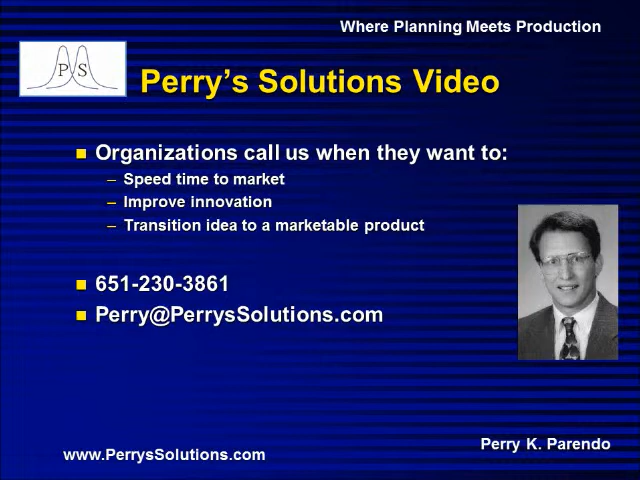 Where Planning Meets Production
P S
Perry's Solutions Video
Organizations call us when they want to:
– Speed time to market
– Improve innovation
– Transition idea to a marketable product
651-230-3861
Perry@PerrysSolutions.com
Perry K. Parendo
www.PerrysSolutions.com